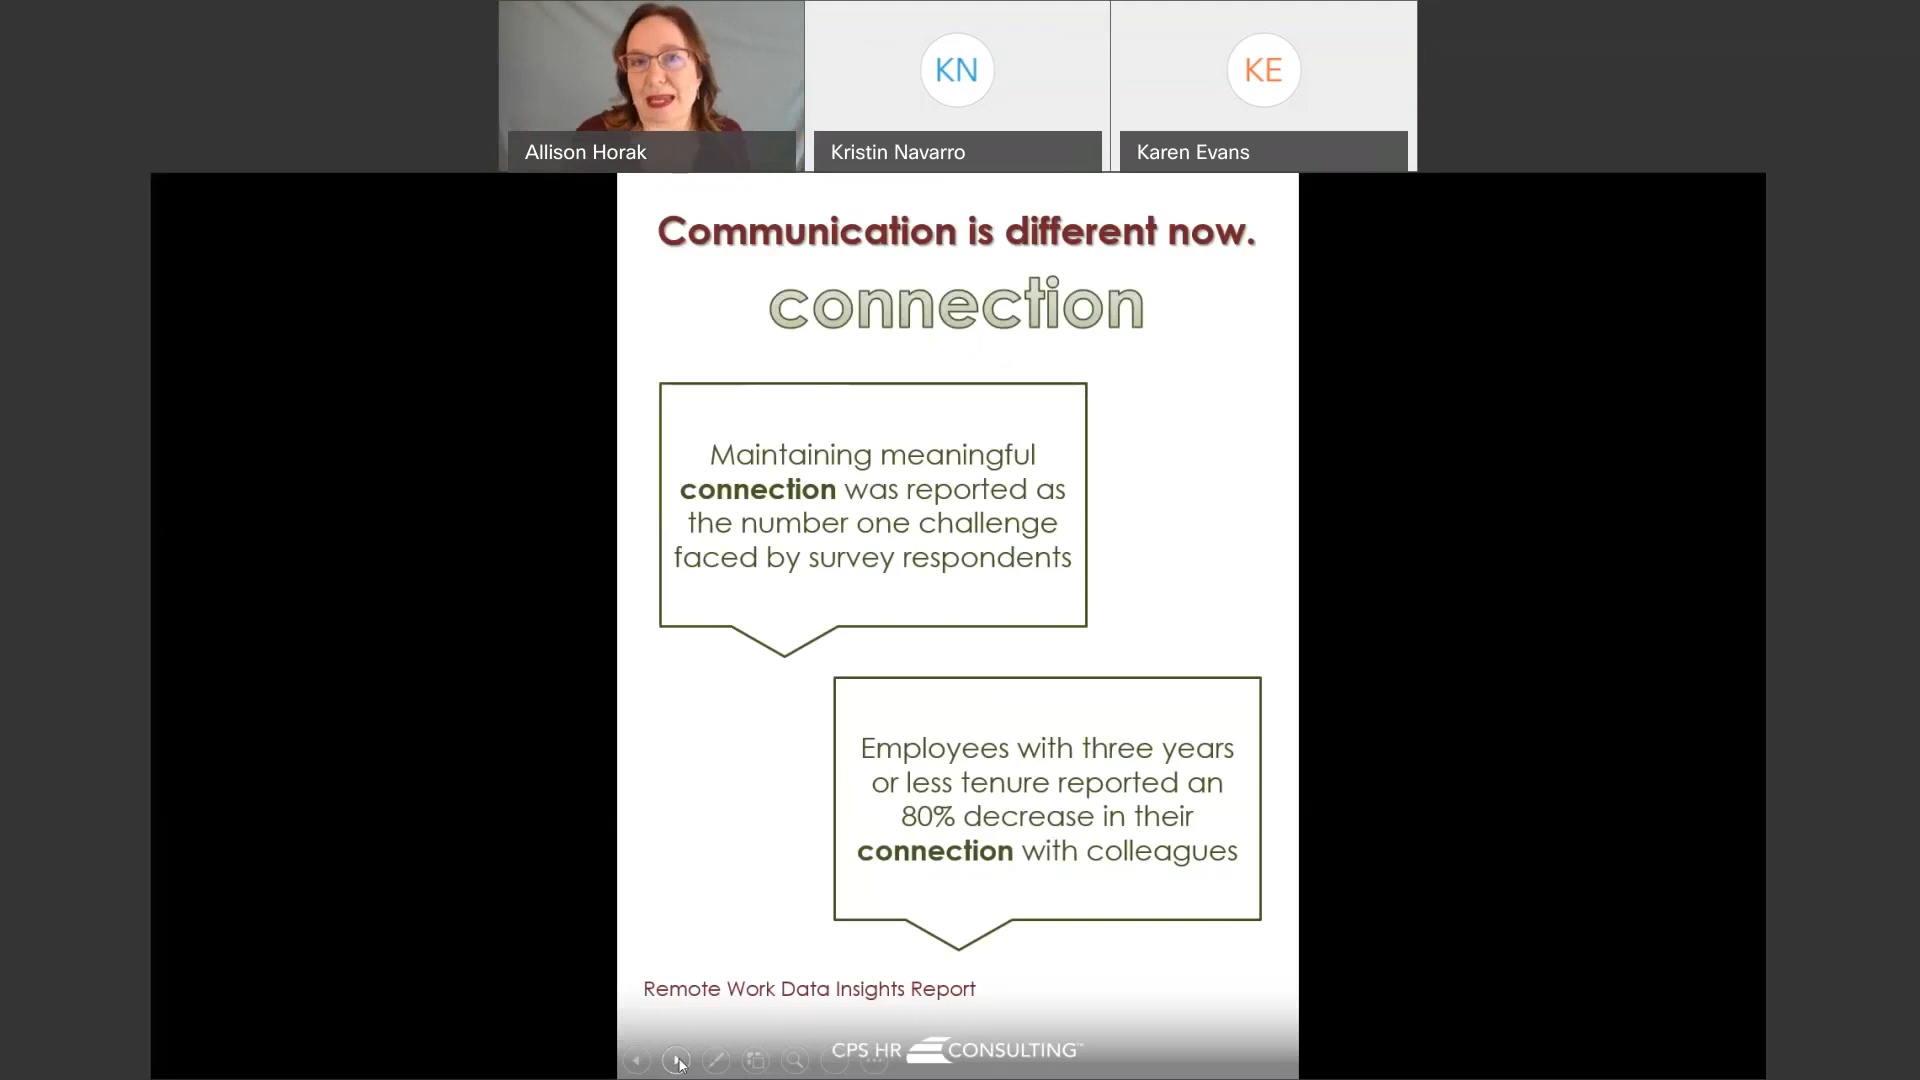 KN
KE
Allison Horak
Kristin Navarro
Karen Evans
Communication is different now.
connection
Maintaining meaningful
connection was reported as
the number one challenge
faced by survey respondents
Employees with three years
or less tenure reported an
80% decrease in their
connection with colleagues
Remote Work Data Insights Report
CPS HR CONSULTING™